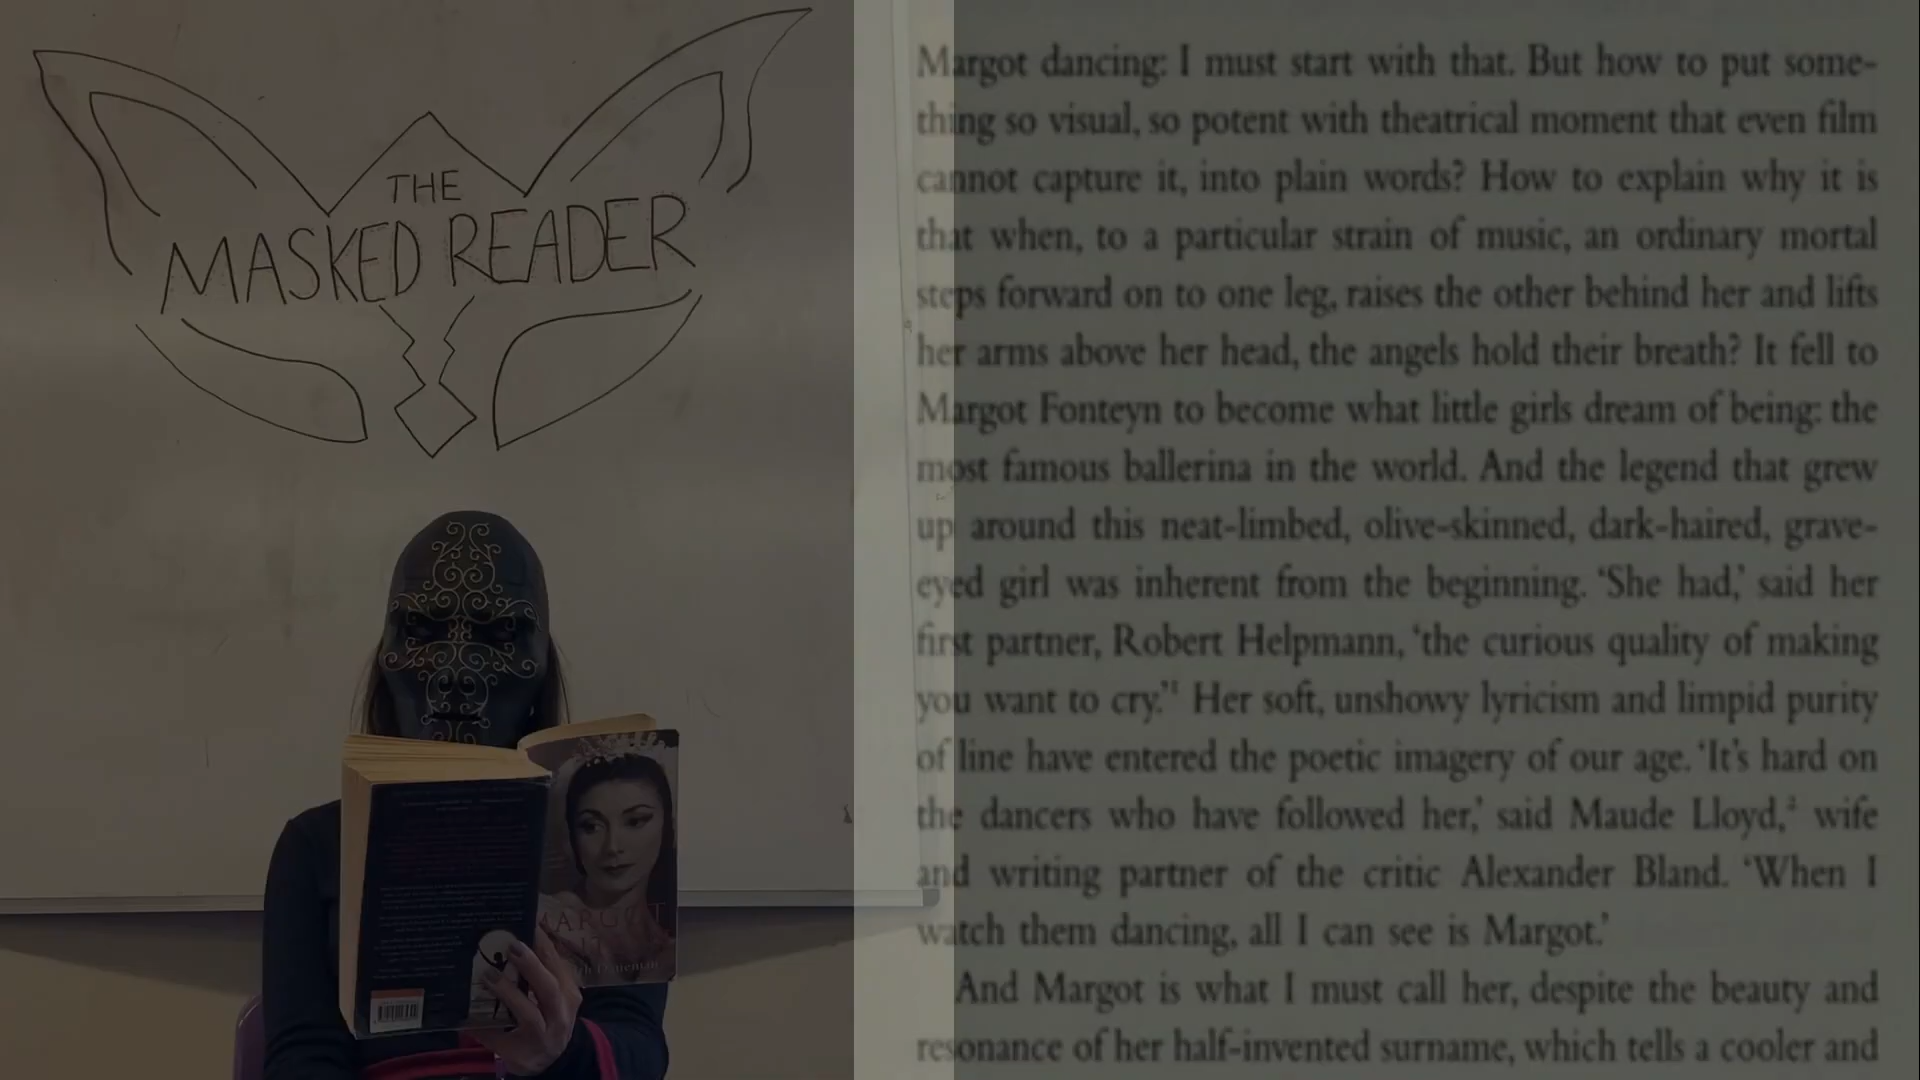 THE
MASKED READER
MARGOT
Margot dancing: I must start with that. But how to put some-
thing so visual, so potent with theatrical moment that even film
cannot capture it, into plain words? How to explain why it is
that when, to a particular strain of music, an ordinary mortal
steps forward on to one leg, raises the other behind her and lifts
her arms above her head, the angels hold their breath? It fell to
Margot Fonteyn to become what little girls dream of being: the
most famous ballerina in the world. And the legend that grew
up around this neat-limbed, olive-skinned, dark-haired, grave-
eyed girl was inherent from the beginning. ‘She had,’ said her
first partner, Robert Helpmann, ‘the curious quality of making
you want to cry.’¹ Her soft, unshowy lyricism and limpid purity
of line have entered the poetic imagery of our age. ‘It’s hard on
the dancers who have followed her,’ said Maude Lloyd,² wife
and writing partner of the critic Alexander Bland. ‘When I
watch them dancing, all I can see is Margot.’
And Margot is what I must call her, despite the beauty and
resonance of her half-invented surname, which tells a cooler and